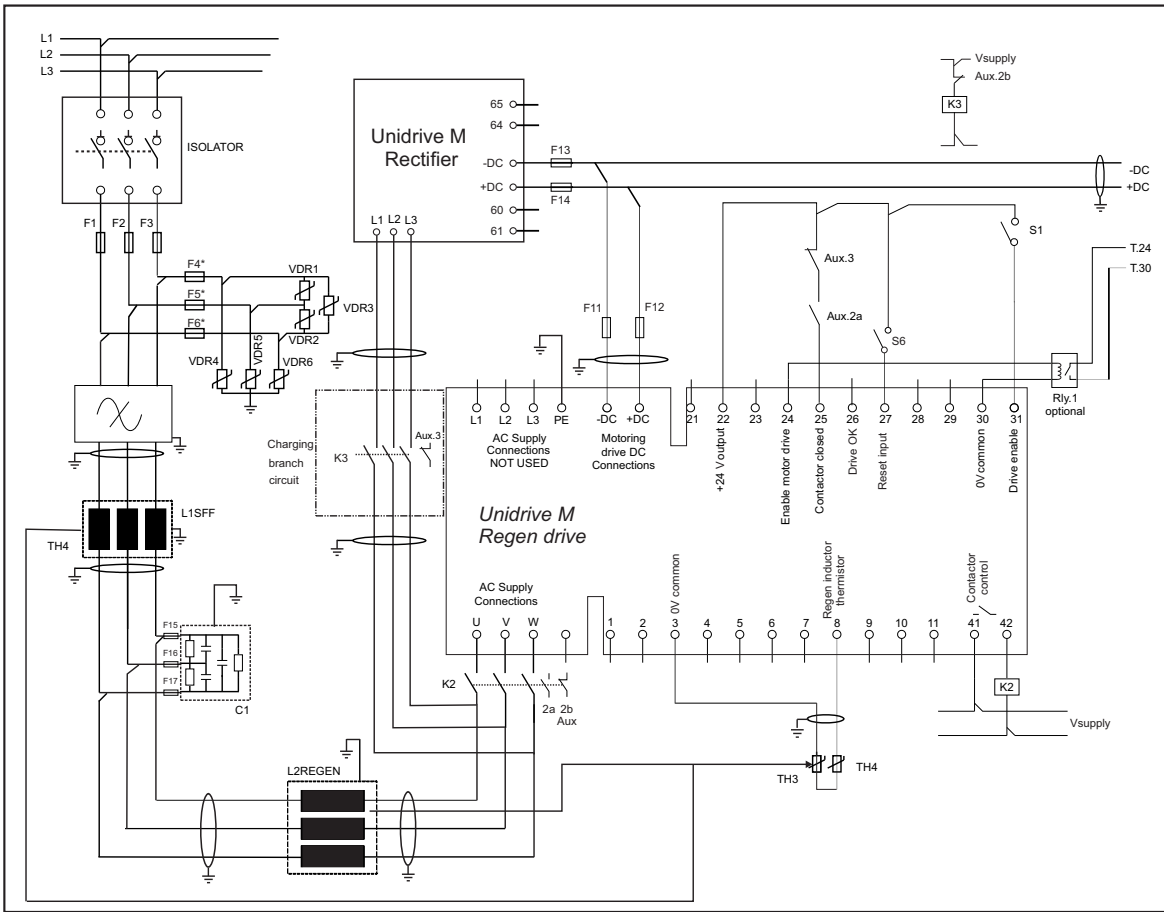 L1
L2
L3
ISOLATOR
F1 F2 F3
F4*
F5*
F6*
VDR1
VDR3
VDR2
VDR4
VDR5
VDR6
L1SFF
TH4
F15
F16
F17
C1
L2REGEN
Unidrive M
Rectifier
65
64
-DC
+DC
60
61
L1 L2 L3
F13
F14
Vsupply
Aux.2b
K3
-DC
+DC
S1
T.24
T.30
Aux.3
Aux.2a
S6
F11
F12
Rly.1
optional
Charging
branch
circuit
K3
Aux.3
L1 L2 L3 PE
AC Supply
Connections
NOT USED
-DC +DC
Motoring
drive DC
Connections
21 22 23 24 25 26 27 28 29 30 31
+24 V output
Enable motor drive
Contactor closed
Drive OK
Reset input
0V common
Drive enable
Unidrive M
Regen drive
AC Supply
Connections
U V W
0V common
Regen inductor
thermistor
Contactor
control
1 2 3 4 5 6 7 8 9 10 11 41 42
K2
2a 2b
Aux
K2
Vsupply
TH3
TH4